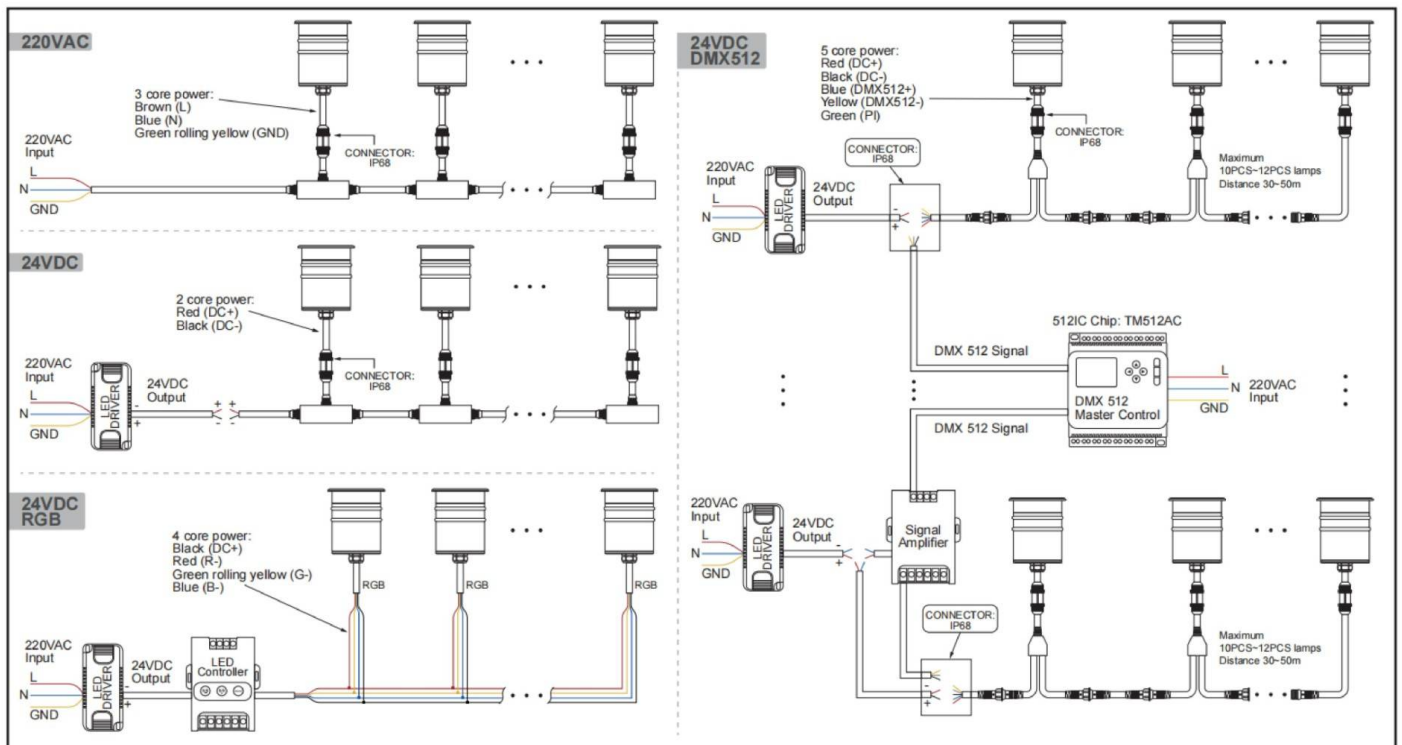 220VAC
3 core power:
Brown (L)
Blue (N)
Green rolling yellow (GND)
220VAC
Input
L
N
GND
CONNECTOR:
IP68
24VDC
2 core power:
Red (DC+)
Black (DC-)
220VAC
Input
L
N
GND
LED
DRIVER
24VDC
Output
-
+
+ +
- -
CONNECTOR:
IP68
24VDC
RGB
4 core power:
Black (DC+)
Red (R-)
Green rolling yellow (G-)
Blue (B-)
RGB
RGB
RGB
220VAC
Input
L
N
GND
LED
DRIVER
24VDC
Output
-
+
LED
Controller
24VDC
DMX512
5 core power:
Red (DC+)
Black (DC-)
Blue (DMX512+)
Yellow (DMX512-)
Green (PI)
CONNECTOR:
IP68
CONNECTOR:
IP68
220VAC
Input
L
N
GND
LED
DRIVER
24VDC
Output
-
+
Maximum
10PCS~12PCS lamps
Distance 30~50m
512IC Chip: TM512AC
DMX 512 Signal
DMX 512
Master Control
L
N
GND
220VAC
Input
DMX 512 Signal
220VAC
Input
L
N
GND
LED
DRIVER
24VDC
Output
-
+
Signal
Amplifier
CONNECTOR:
IP68
-
+
Maximum
10PCS~12PCS lamps
Distance 30~50m